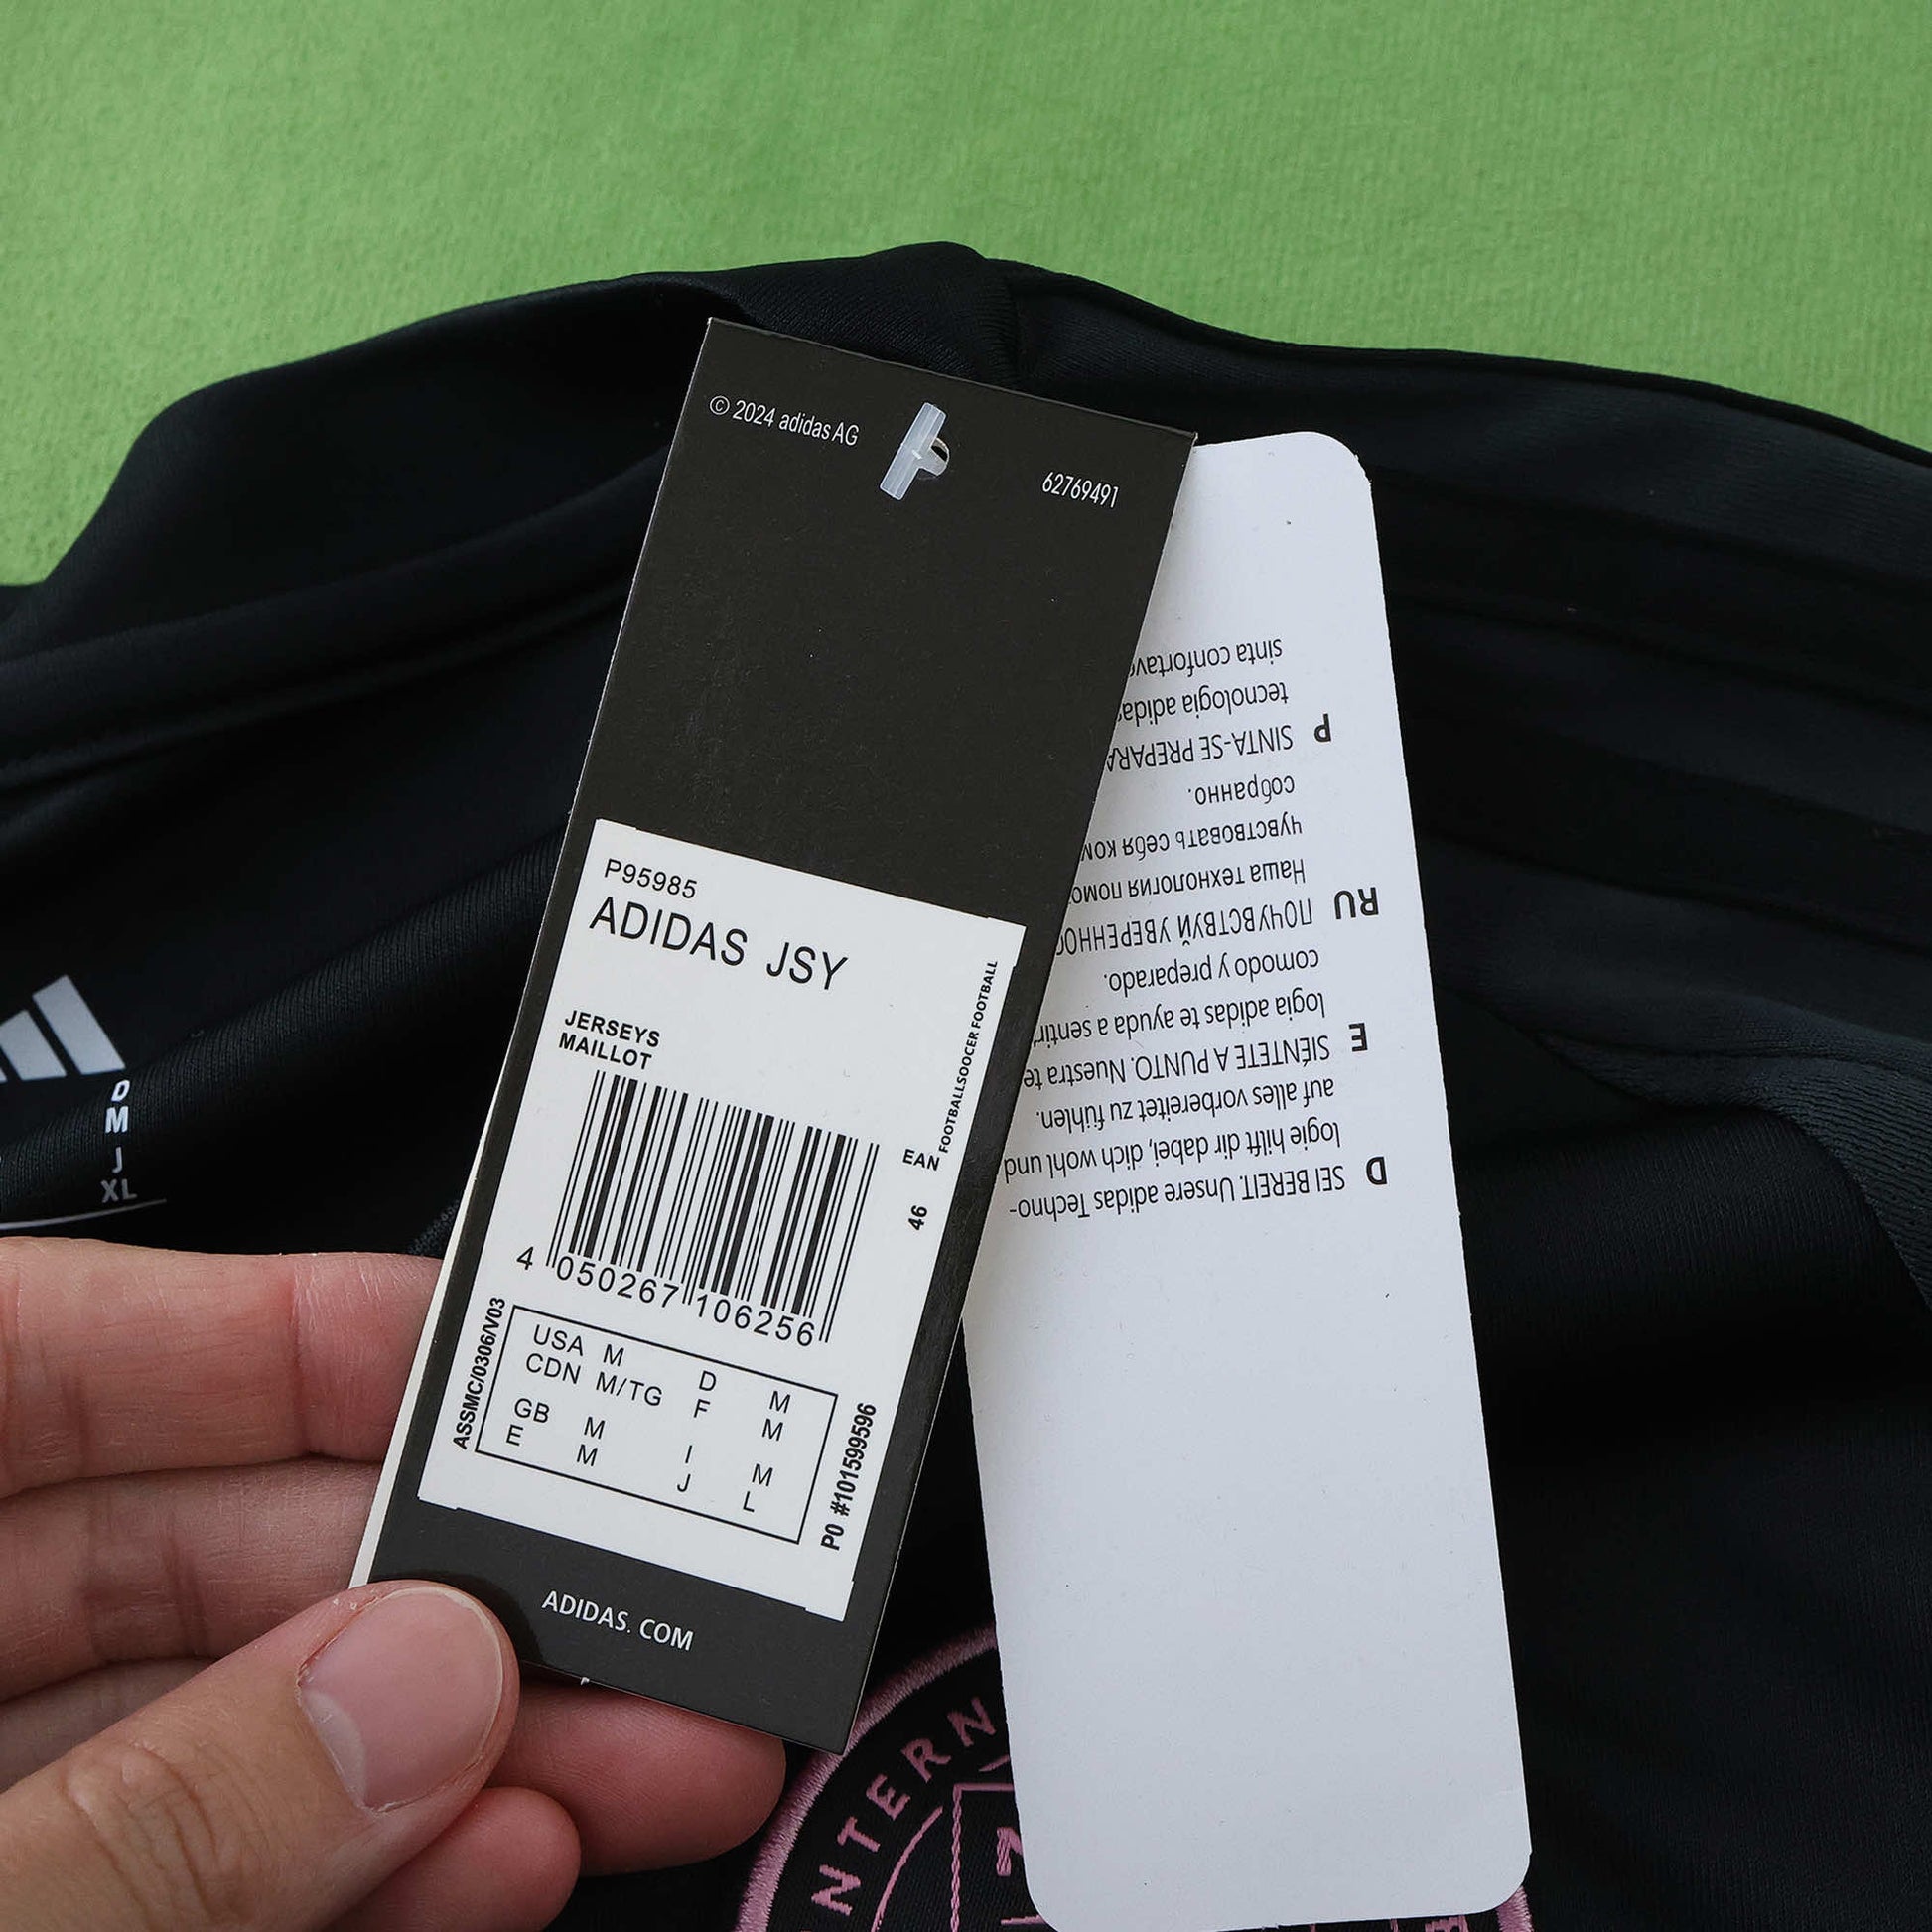 © 2024 adidas AG
62769491
P95985
ADIDAS JSY
JERSEYS
MAILLOT
FOOTBALLSOCCER FOOTBALL
EAN
46
4 050267 106256
ASSMC/0306/V03
USA M D M
CDN M/TG F M
GB M I M
E M J L
PO #101599596
ADIDAS. COM
D SEI BEREIT. Unsere adidas Techno-
logie hilft dir dabei, dich wohl und
auf alles vorbereitet zu fühlen.
E SIÉNTETE A PUNTO. Nuestra te
logia adidas te ayuda a sentir
comodo y preparado.
RU ПОЧУВСТВУЙ УВЕРЕННОС
Наша технология помо
чувствовать себя ком
собранно.
P SINTA-SE PREPARA
tecnologia adidas
sinta confortave
D
M
J
XL
INTERN